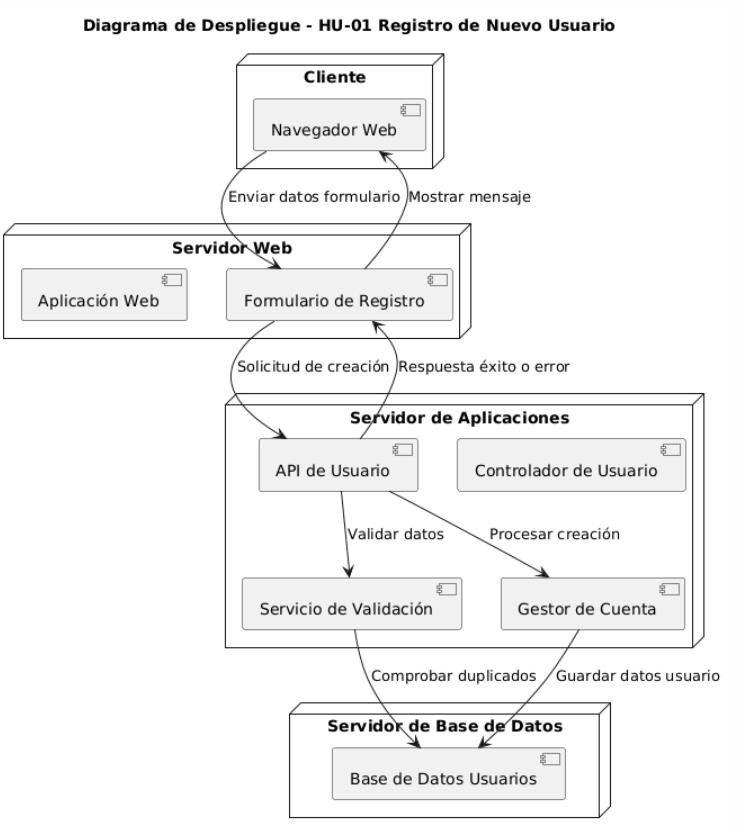 Diagrama de Despliegue - HU-01 Registro de Nuevo Usuario
Cliente
Navegador Web
Enviar datos formulario
Mostrar mensaje
Servidor Web
Aplicación Web
Formulario de Registro
Solicitud de creación
Respuesta éxito o error
Servidor de Aplicaciones
API de Usuario
Controlador de Usuario
Validar datos
Procesar creación
Servicio de Validación
Gestor de Cuenta
Comprobar duplicados
Guardar datos usuario
Servidor de Base de Datos
Base de Datos Usuarios